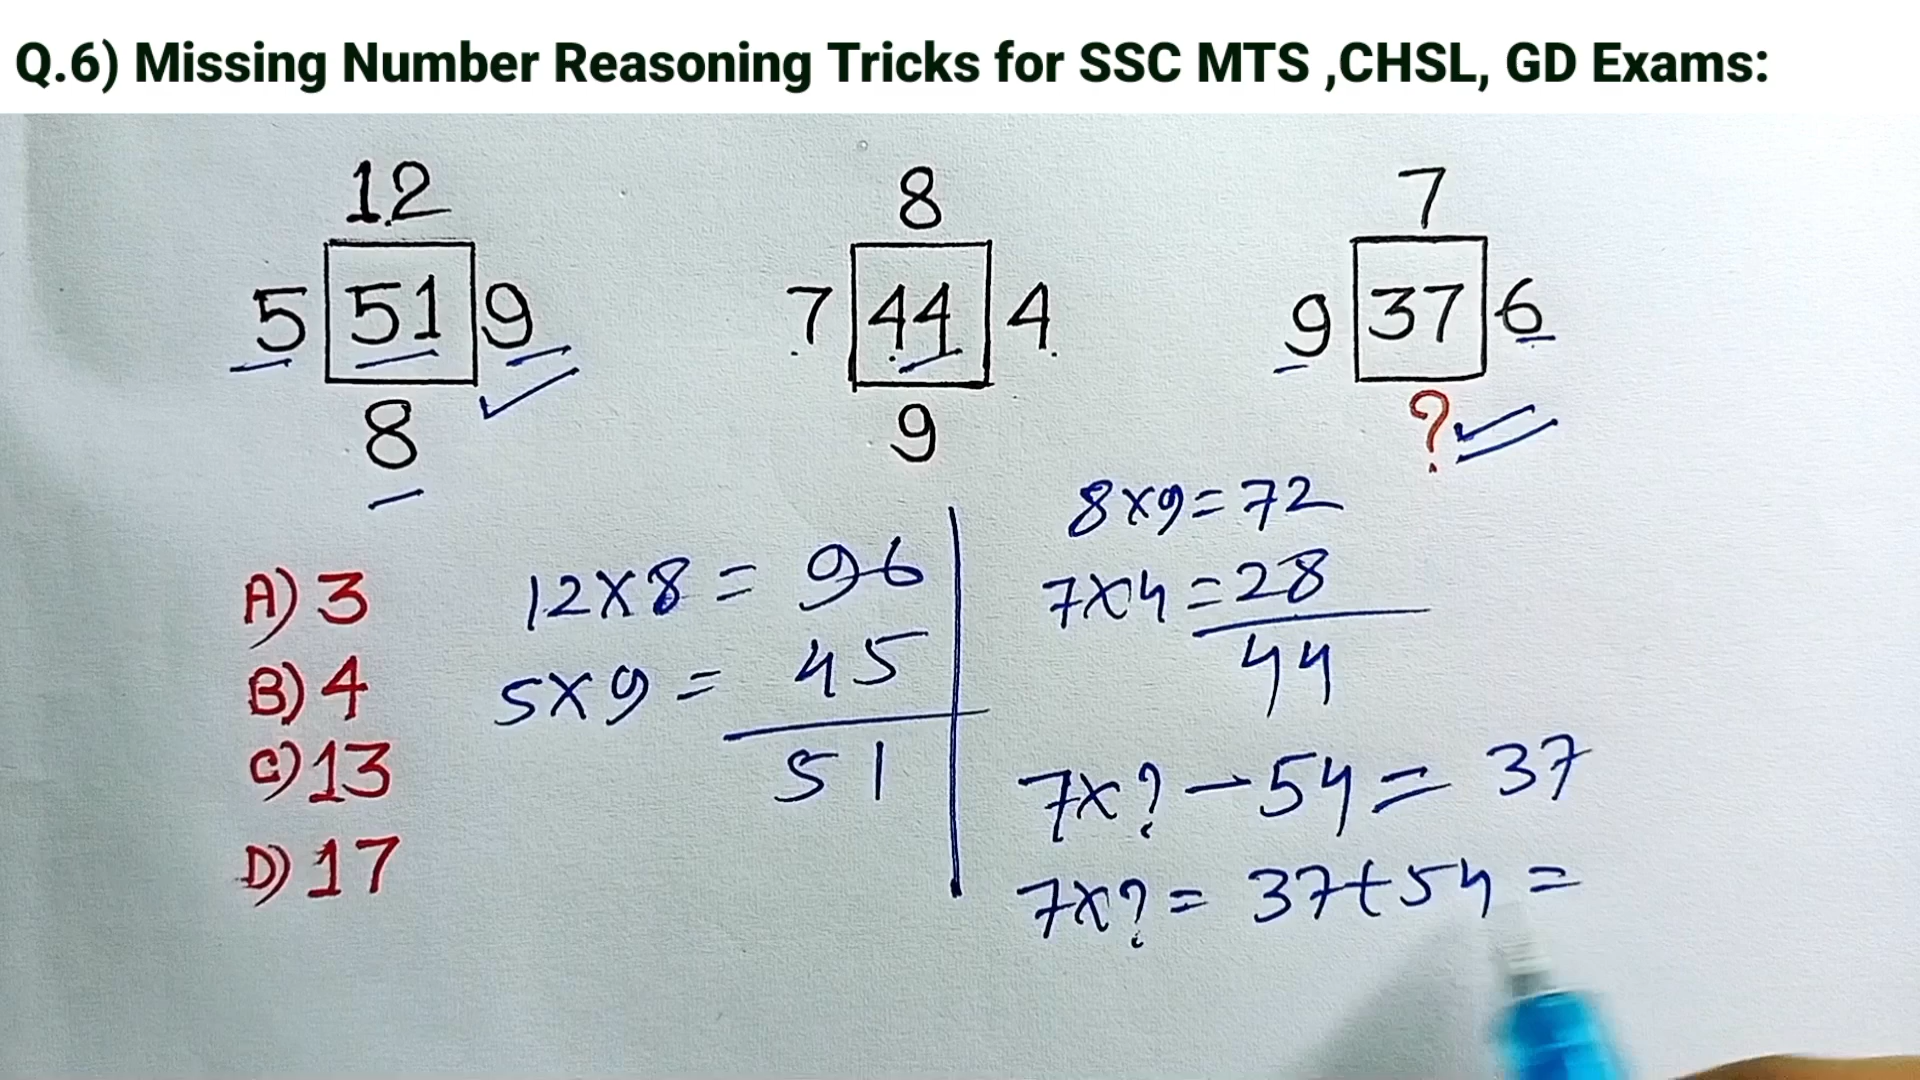 Q.6) Missing Number Reasoning Tricks for SSC MTS ,CHSL, GD Exams:
12
5 51 9
8
8
7 44 4
9
7
9 37 6
?
A) 3
B) 4
C) 13
D) 17
12 x 8 = 96
5 x 9 = 45
51
8 x 9 = 72
7 x 4 = 28
44
7 x ? - 54 = 37
7 x ? = 37 + 54 =